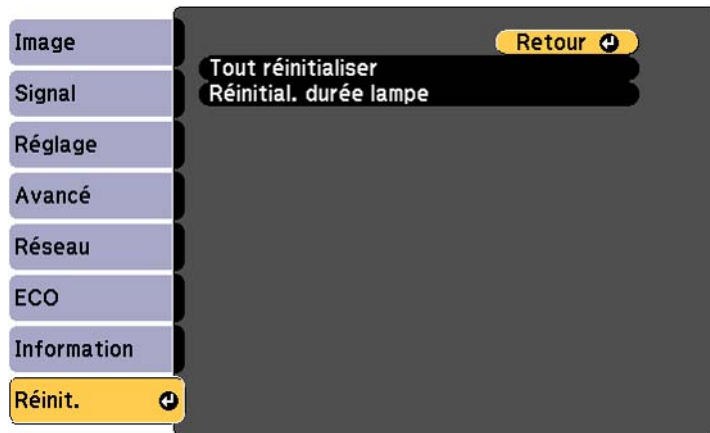 Image
Signal
Réglage
Avancé
Réseau
ECO
Information
Réinit.
Retour
Tout réinitialiser
Réinitial. durée lampe